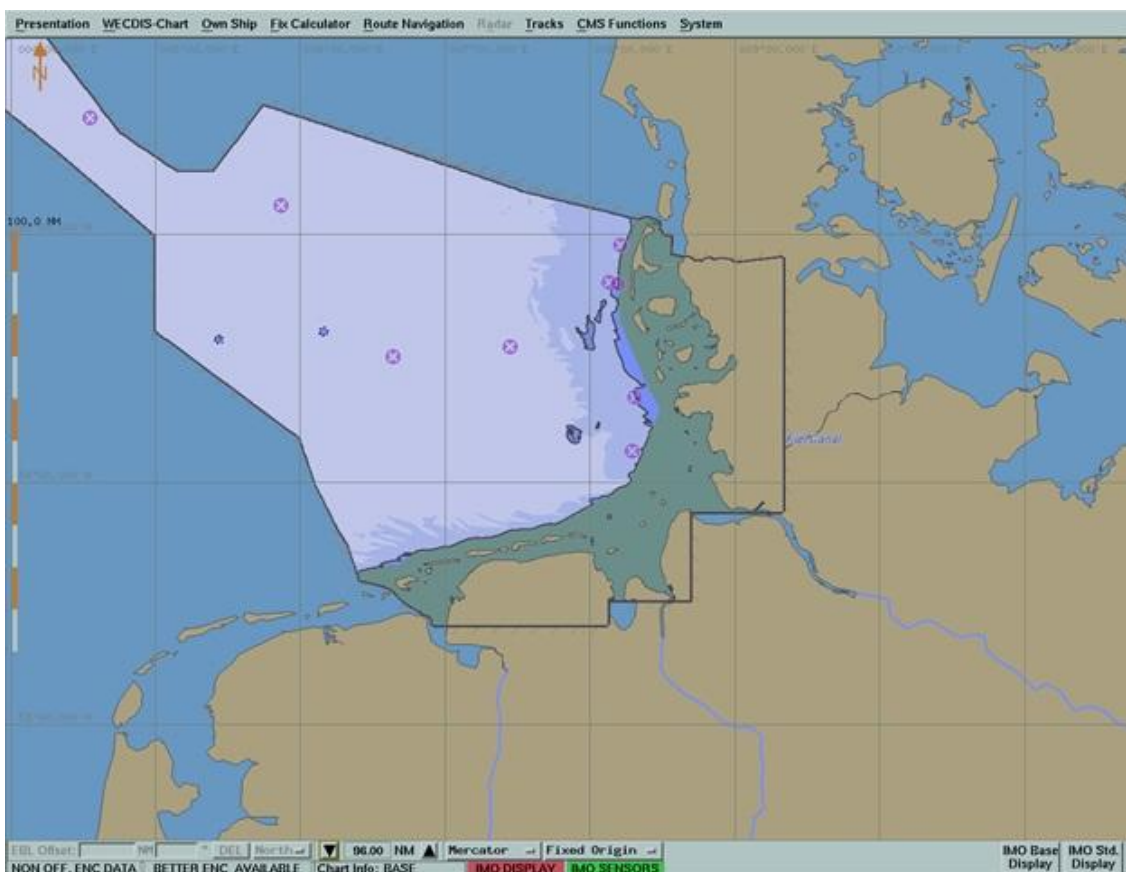 Presentation WECDIS-Chart Own Ship Fix Calculator Route Navigation Radar Tracks CMS Functions System
N
100,0 NM
EBL Offset: NM ° DEL North 96.00 NM Mercator Fixed Origin
IMO Base Display
IMO Std. Display
NON OFF. ENC DATA BETTER ENC AVAILABLE Chart Info: BASE IMO DISPLAY IMO SENSORS